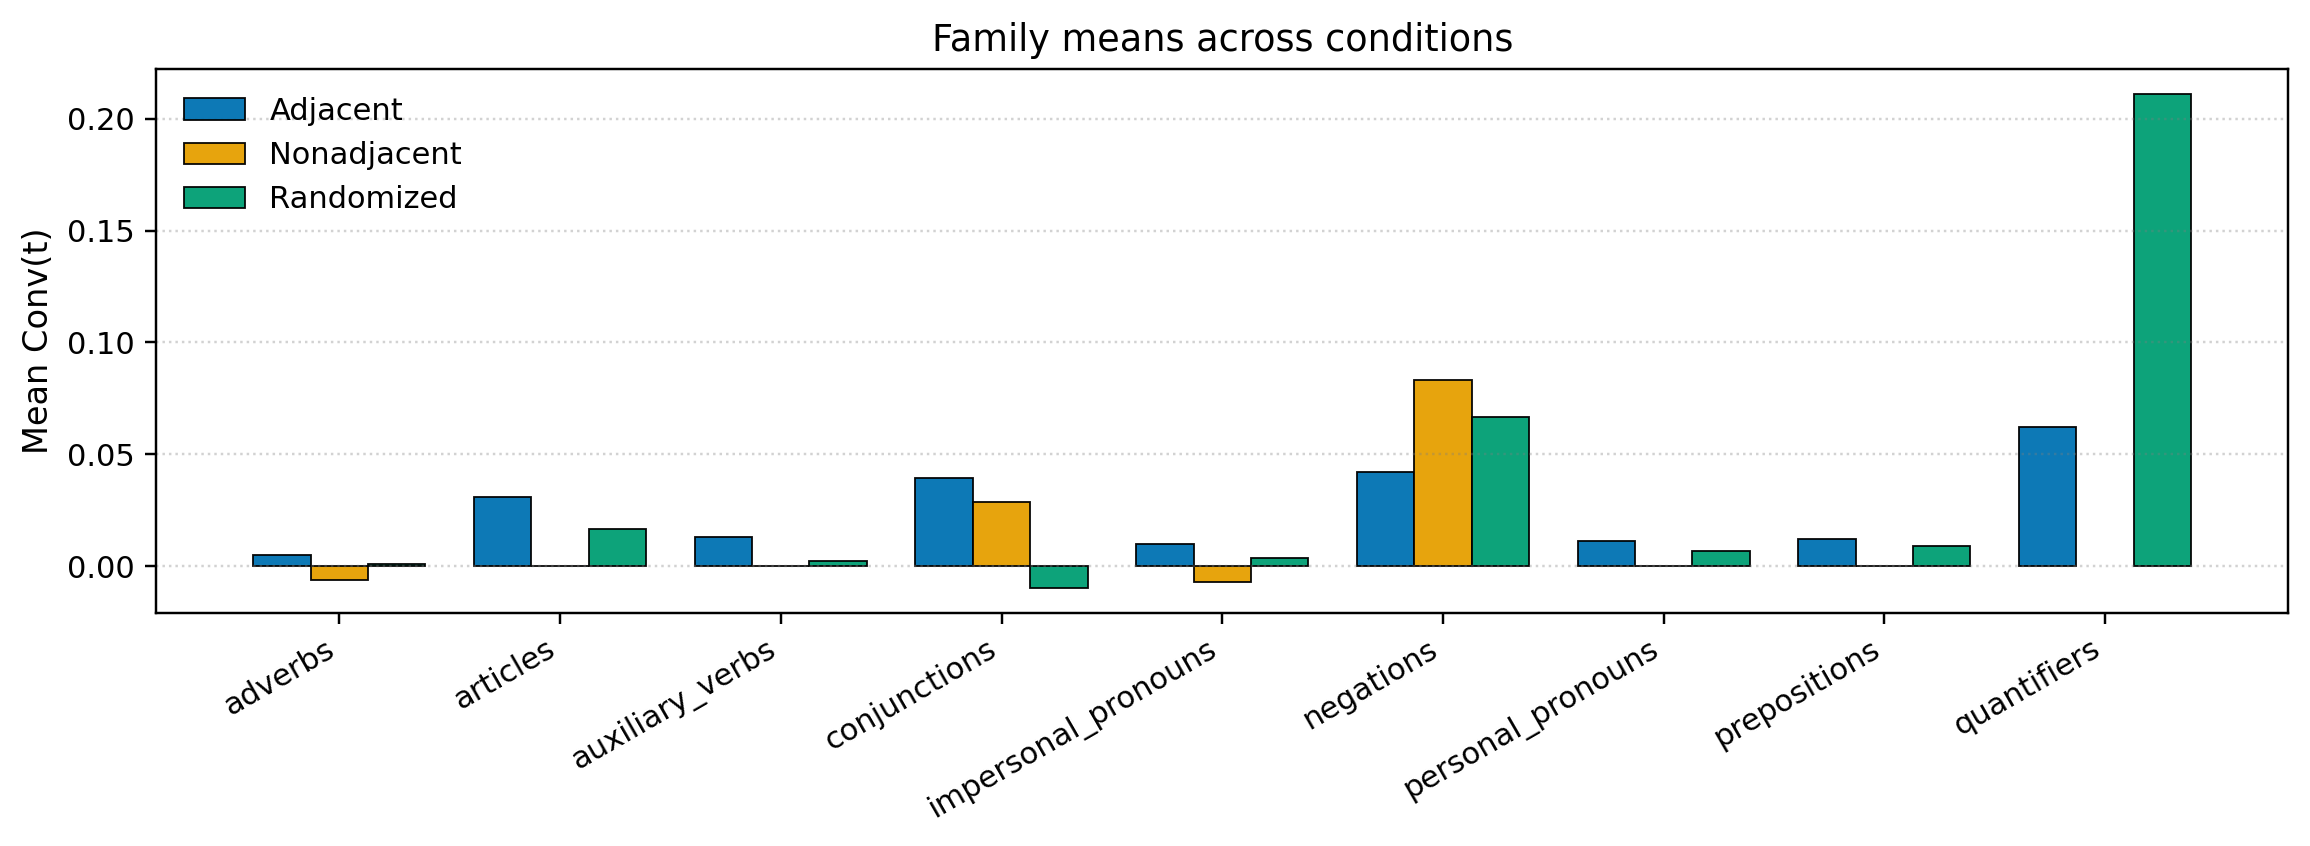 Family means across conditions
Adjacent
Nonadjacent
Randomized
Mean Conv(t)
0.20
0.15
0.10
0.05
0.00
adverbs
articles
auxiliary_verbs
conjunctions
impersonal_pronouns
negations
personal_pronouns
prepositions
quantifiers